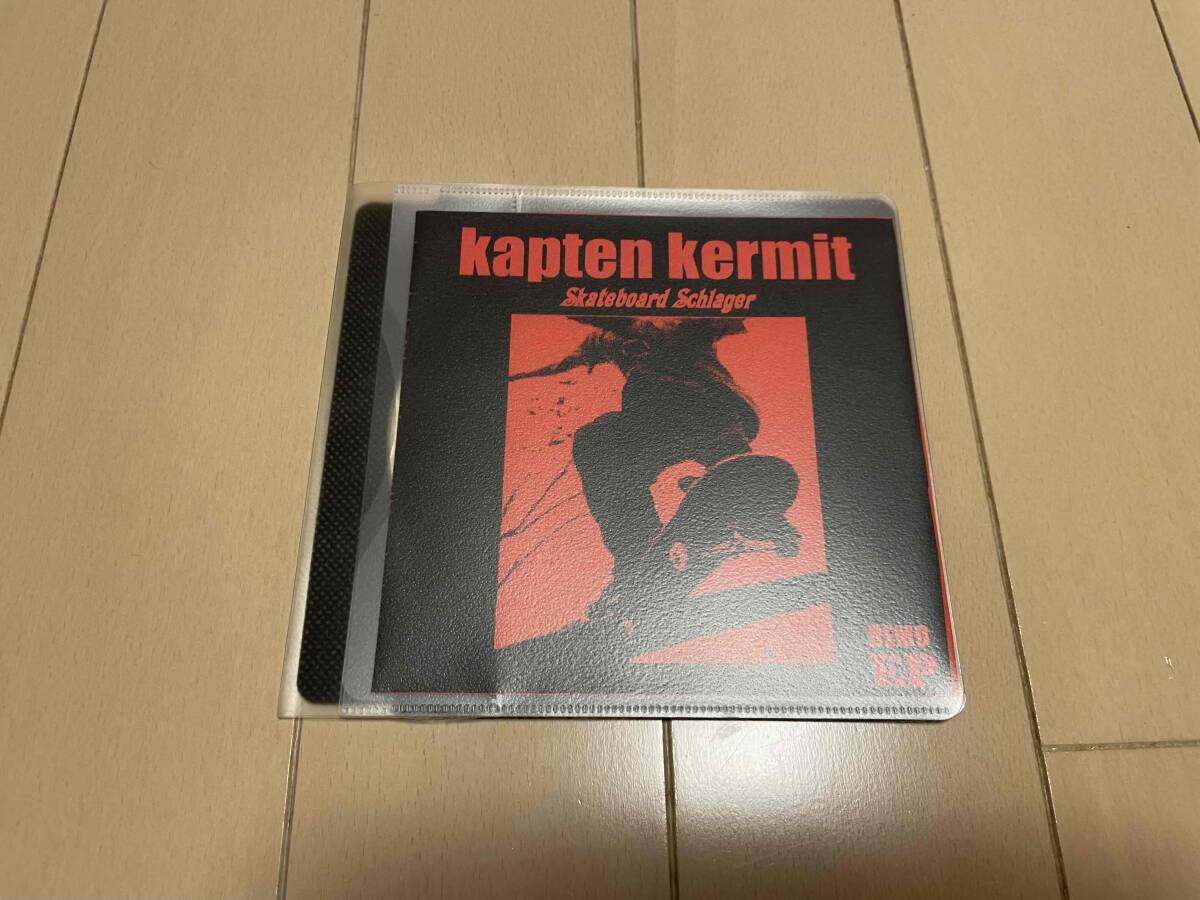 kapten kermit
Skateboard Schlager
DEMO
EP